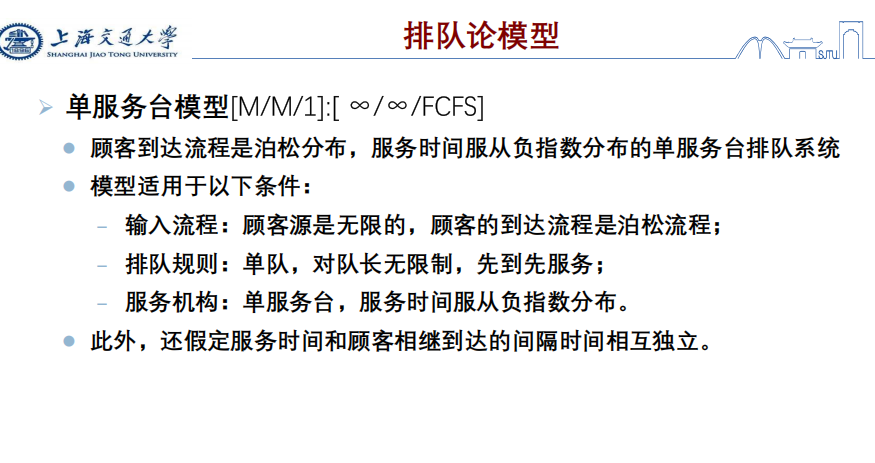 上海交通大学
SHANGHAI JIAO TONG UNIVERSITY
排队论模型
SJTU
单服务台模型[M/M/1]:[ ∞/∞/FCFS]
顾客到达流程是泊松分布，服务时间服从负指数分布的单服务台排队系统
模型适用于以下条件：
– 输入流程：顾客源是无限的，顾客的到达流程是泊松流程；
– 排队规则：单队，对队长无限制，先到先服务；
– 服务机构：单服务台，服务时间服从负指数分布。
此外，还假定服务时间和顾客相继到达的间隔时间相互独立。